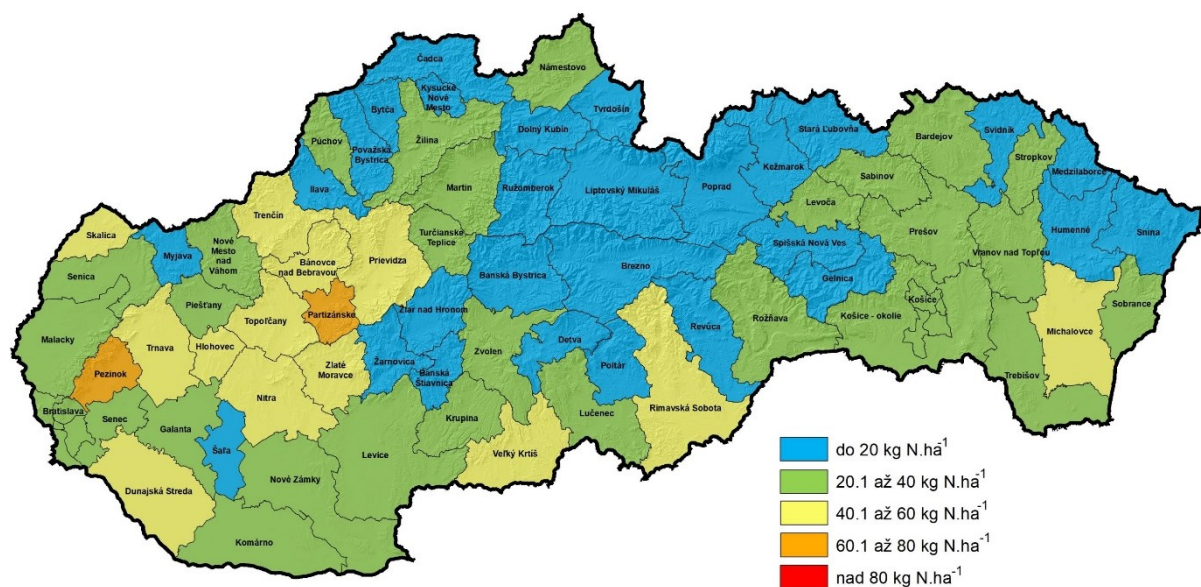 Čadca
Námestovo
Kysucké
Nové
Mesto
Bytča
Tvrdošín
Dolný Kubín
Stará Ľubovňa
Bardejov
Svidník
Púchov
Považská
Bystrica
Žilina
Stropkov
Kežmarok
Medzilaborce
Ilava
Sabinov
Martin
Ružomberok
Liptovský Mikuláš
Poprad
Levoča
Trenčín
Turčianske
Teplice
Prešov
Humenné
Snina
Skalica
Nové
Mesto
nad
Váhom
Myjava
Bánovce
nad Bebravou
Prievidza
Spišská Nová Ves
Vranov nad Topľou
Banská Bystrica
Brezno
Gelnica
Senica
Piešťany
Partizánske
Topoľčany
Žiar nad Hronom
Košice
Košice - okolie
Sobrance
Rožňava
Revúca
Michalovce
Malacky
Trnava
Hlohovec
Zvolen
Detva
Poltár
Zlaté
Moravce
Žarnovica
Banská
Štiavnica
Pezinok
Nitra
Trebišov
Bratislava
Senec
Galanta
Krupina
Lučenec
Rimavská Sobota
Šaľa
Levice
Veľký Krtíš
Nové Zámky
Dunajská Streda
Komárno
do 20 kg N.ha⁻¹
20.1 až 40 kg N.ha⁻¹
40.1 až 60 kg N.ha⁻¹
60.1 až 80 kg N.ha⁻¹
nad 80 kg N.ha⁻¹